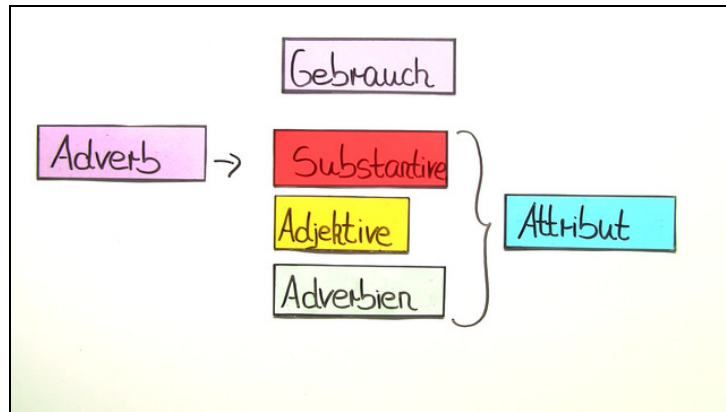 Gebrauch
Adverb → Substantive
Adjektive
Adverbien
Attribut